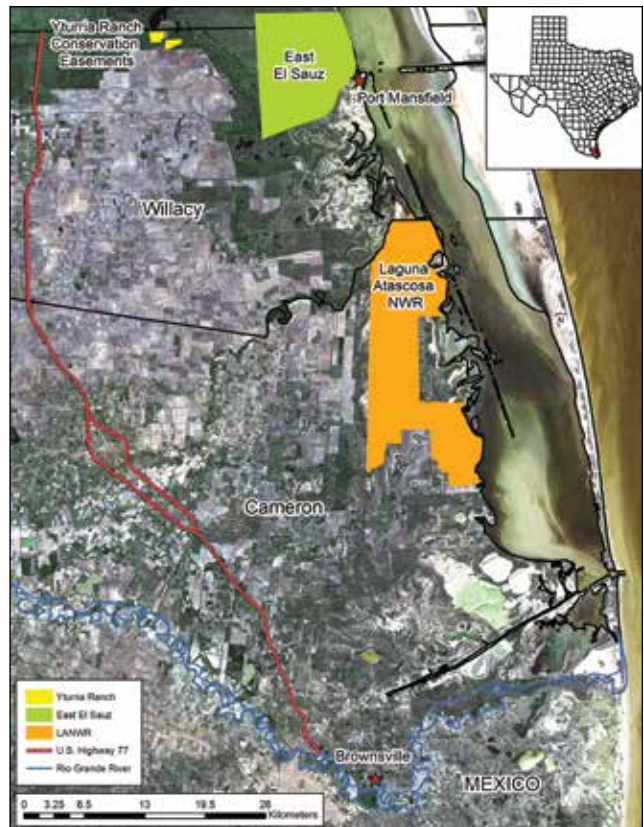 Yturria Ranch
Conservation
Easements
East
El Sauz
Port Mansfield
Willacy
Laguna
Atascosa
NWR
Cameron
Yturria Ranch
East El Sauz
LANWR
U.S. Highway 77
Rio Grande River
Brownsville
MEXICO
0 3.25 6.5 13 19.5 26
Kilometers